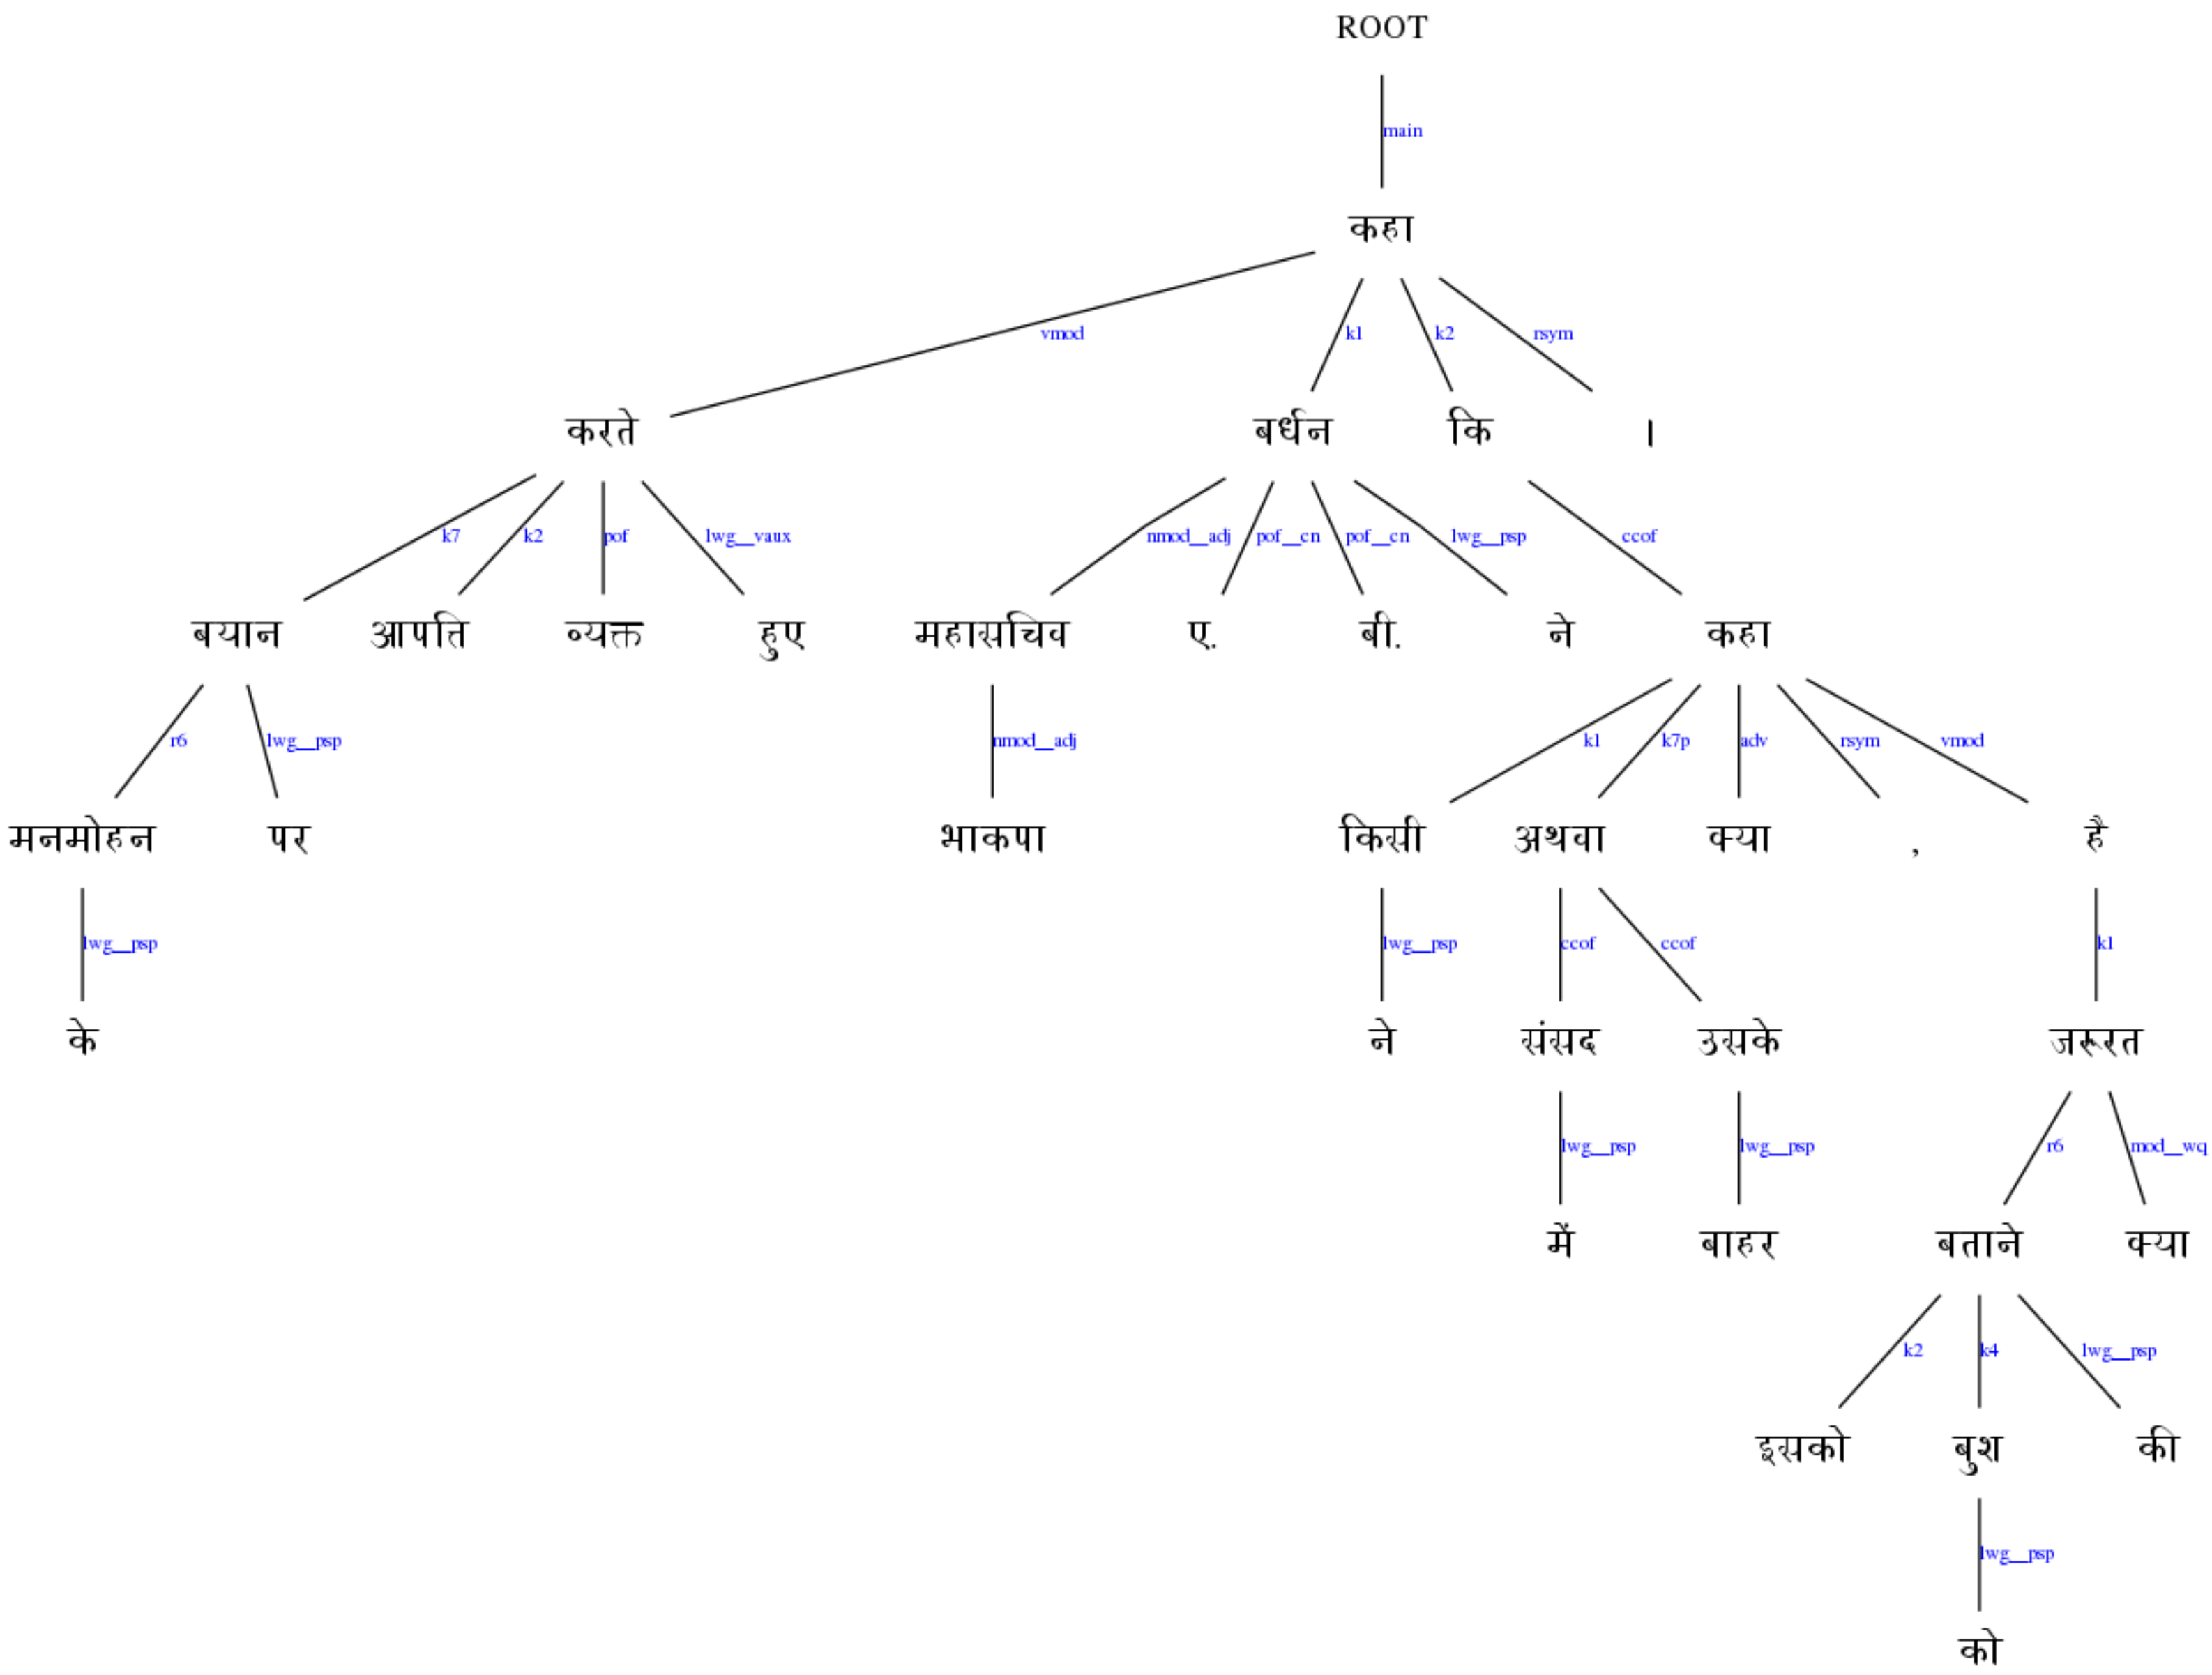 ROOT
main
कहा
vmod k1 k2 rsym
करते बर्धन कि ।
k7 k2 pof lwg__vaux nmod__adj pof__cn pof__cn lwg__psp ccof
बयान आपत्ति व्यक्त हुए महासचिव ए. बी. ने कहा
r6 lwg__psp nmod__adj k1 k7p adv rsym vmod
मनमोहन पर भाकपा किसी अथवा क्या , है
lwg__psp lwg__psp ccof ccof k1
के ने संसद उसके जरूरत
lwg__psp lwg__psp r6 mod__wq
में बाहर बताने क्या
k2 k4 lwg__psp
इसको बुश की
lwg__psp
को